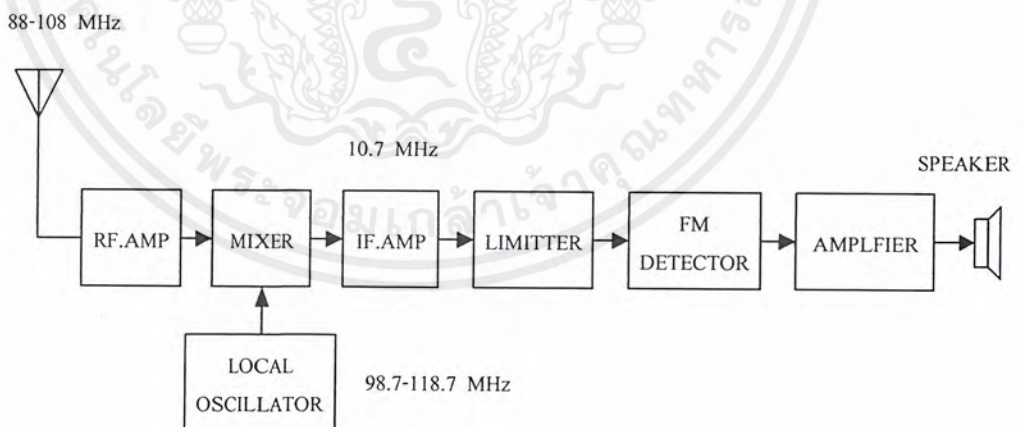 88-108 MHz
10.7 MHz
SPEAKER
RF.AMP
MIXER
IF.AMP
LIMITTER
FM
DETECTOR
AMPLFIER
LOCAL
OSCILLATOR
98.7-118.7 MHz